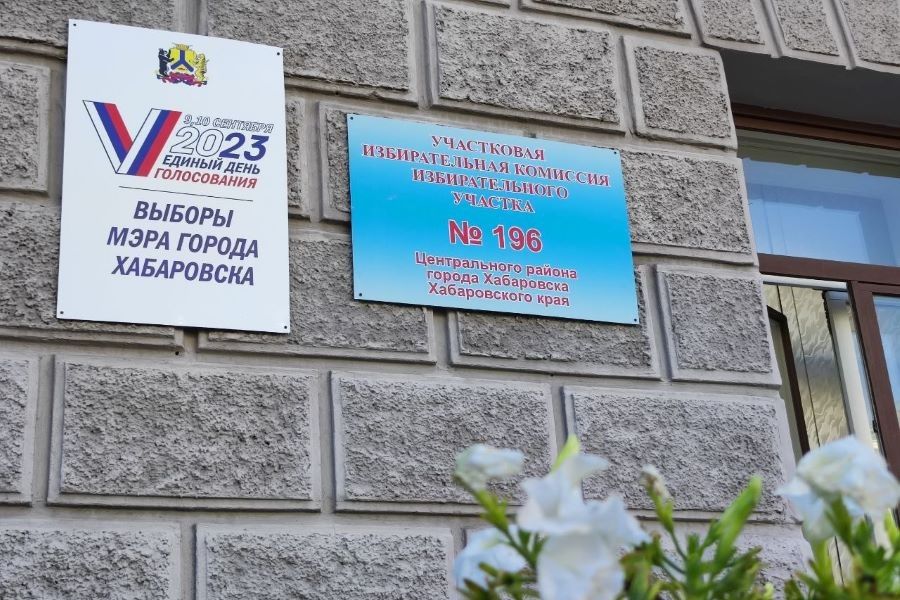 9, 10 СЕНТЯБРЯ
2023
ЕДИНЫЙ ДЕНЬ
ГОЛОСОВАНИЯ
ВЫБОРЫ
МЭРА ГОРОДА
ХАБАРОВСКА
УЧАСТКОВАЯ
ИЗБИРАТЕЛЬНАЯ КОМИССИЯ
ИЗБИРАТЕЛЬНОГО
УЧАСТКА
№ 196
Центрального района
города Хабаровска
Хабаровского края